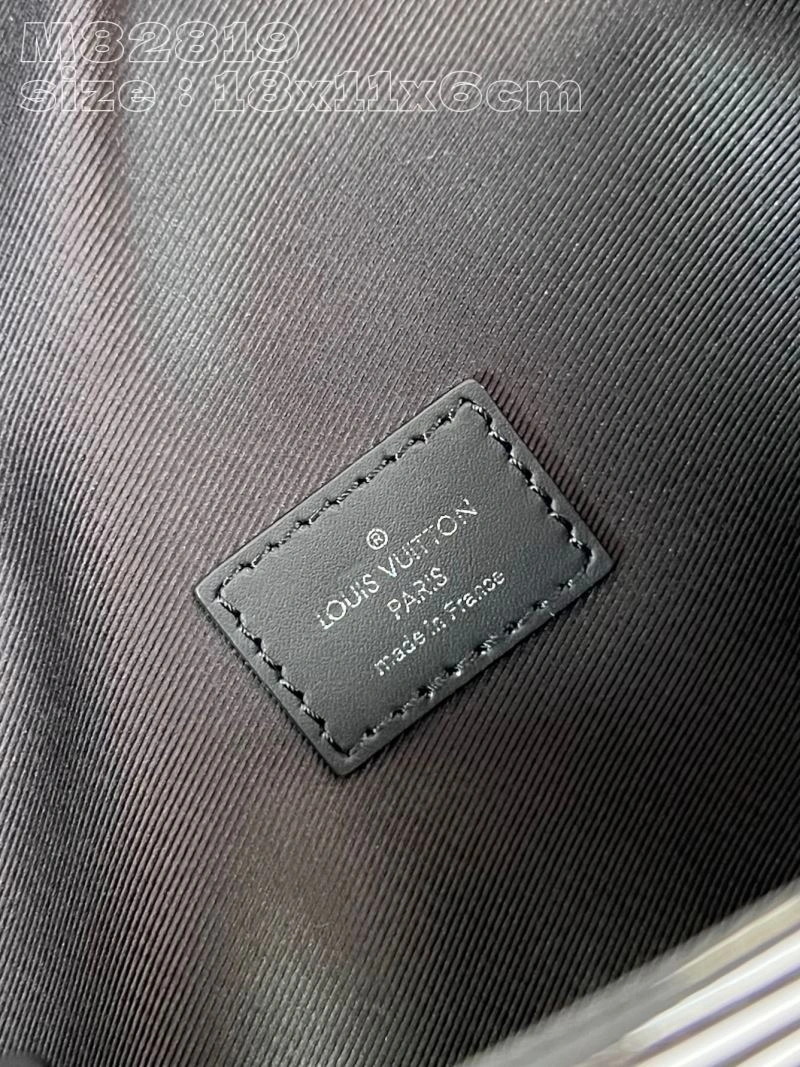 M82819
size : 18x11x6cm
®
LOUIS VUITTON
PARIS
made in France